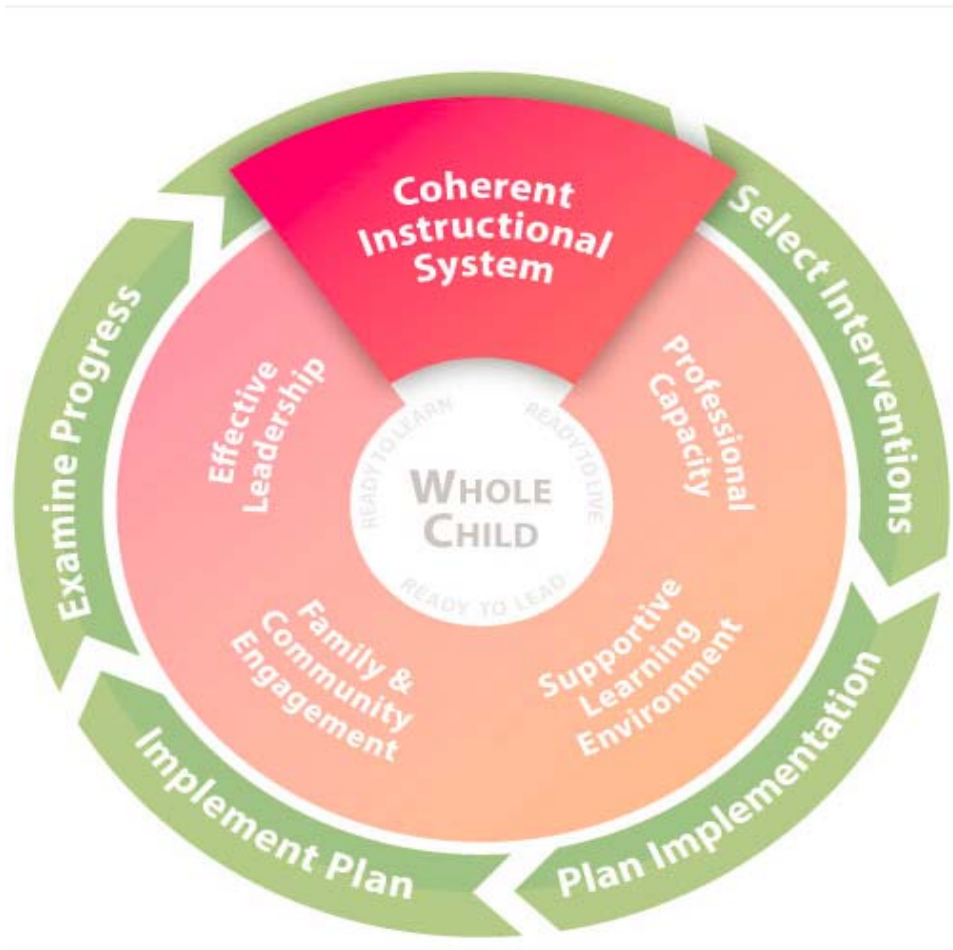 Coherent
Instructional
System
Select Interventions
Professional
Capacity
Effective
Leadership
Examine Progress
READY TO LEARN
READY TO LIVE
WHOLE
CHILD
READY TO LEAD
Supportive
Learning
Environment
Family &
Community
Engagement
Plan Implementation
Implement Plan